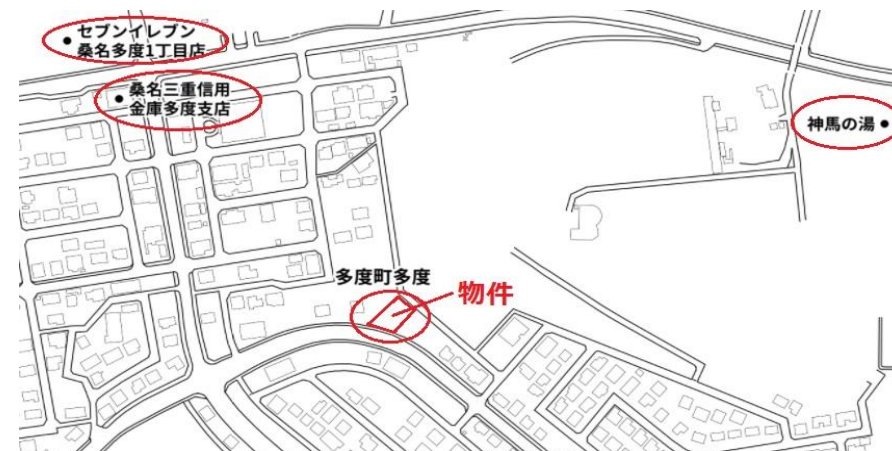 セブンイレブン
桑名多度1丁目店
桑名三重信用
金庫多度支店
神馬の湯
多度町多度
物件